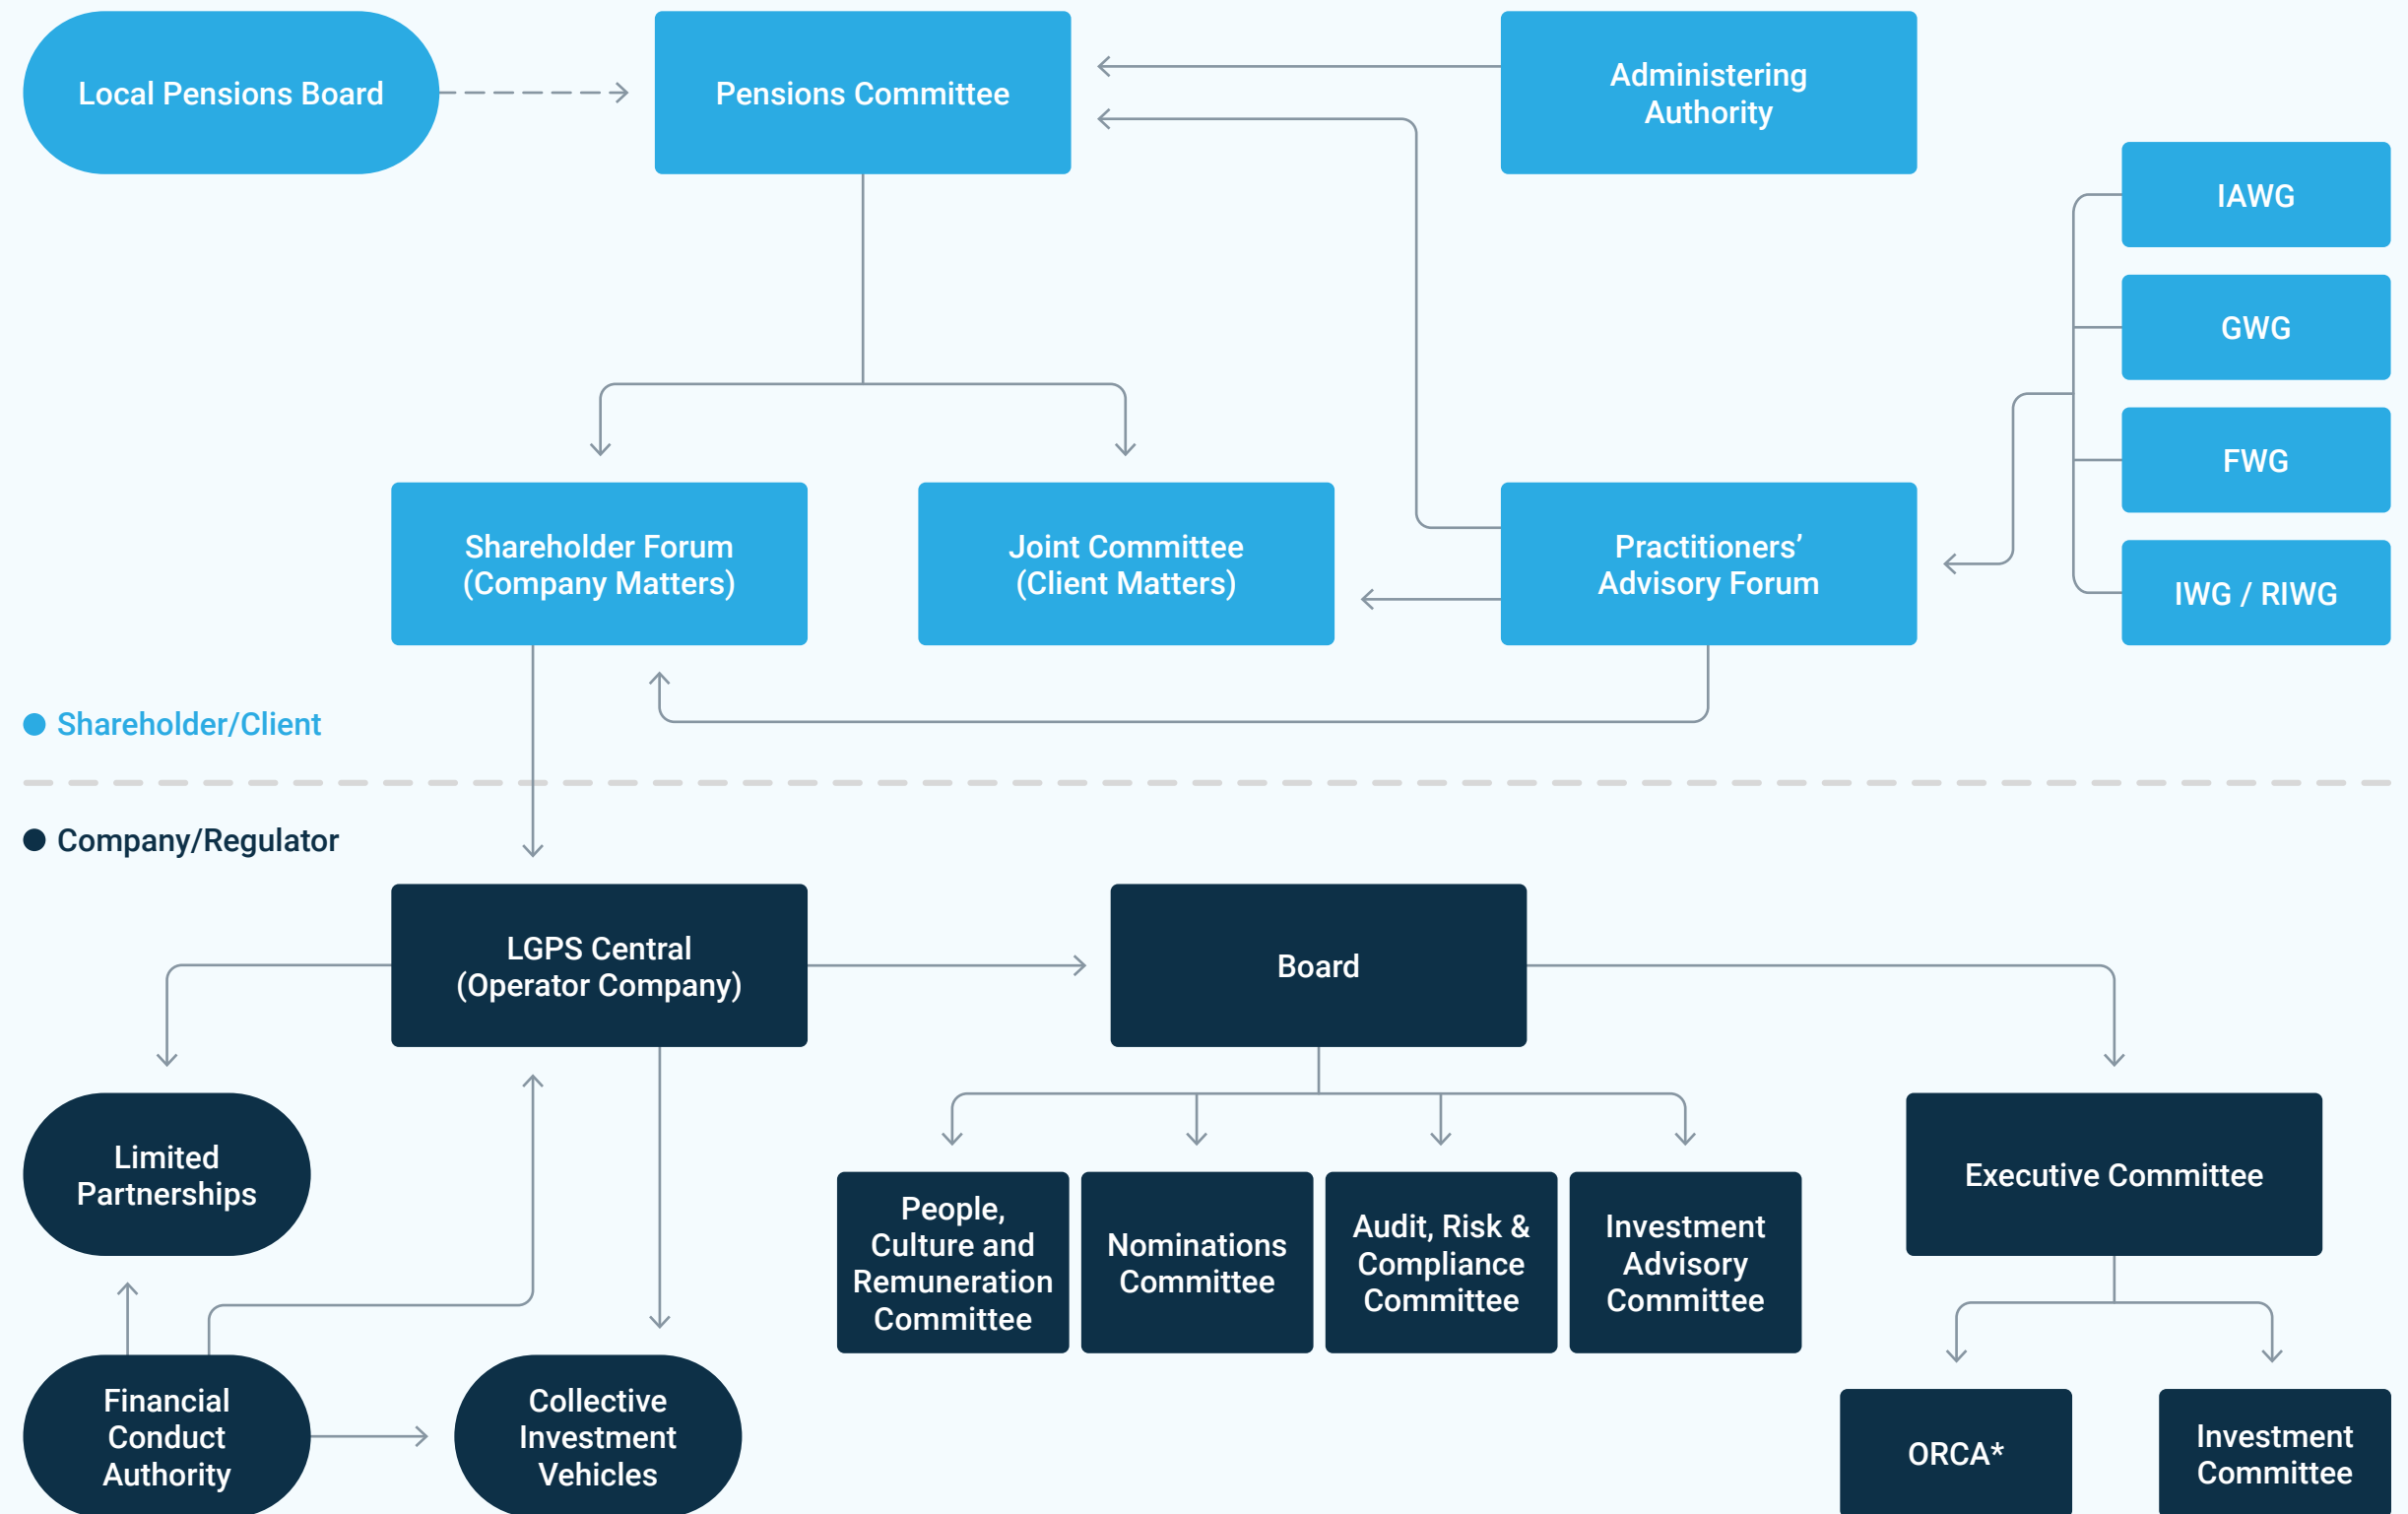 Local Pensions Board
Pensions Committee
Administering
Authority
IAWG
GWG
FWG
IWG / RIWG
Shareholder Forum
(Company Matters)
Joint Committee
(Client Matters)
Practitioners’
Advisory Forum
Shareholder/Client
Company/Regulator
LGPS Central
(Operator Company)
Board
Limited
Partnerships
People,
Culture and
Remuneration
Committee
Nominations
Committee
Audit, Risk &
Compliance
Committee
Investment
Advisory
Committee
Executive Committee
Financial
Conduct
Authority
Collective
Investment
Vehicles
ORCA*
Investment
Committee